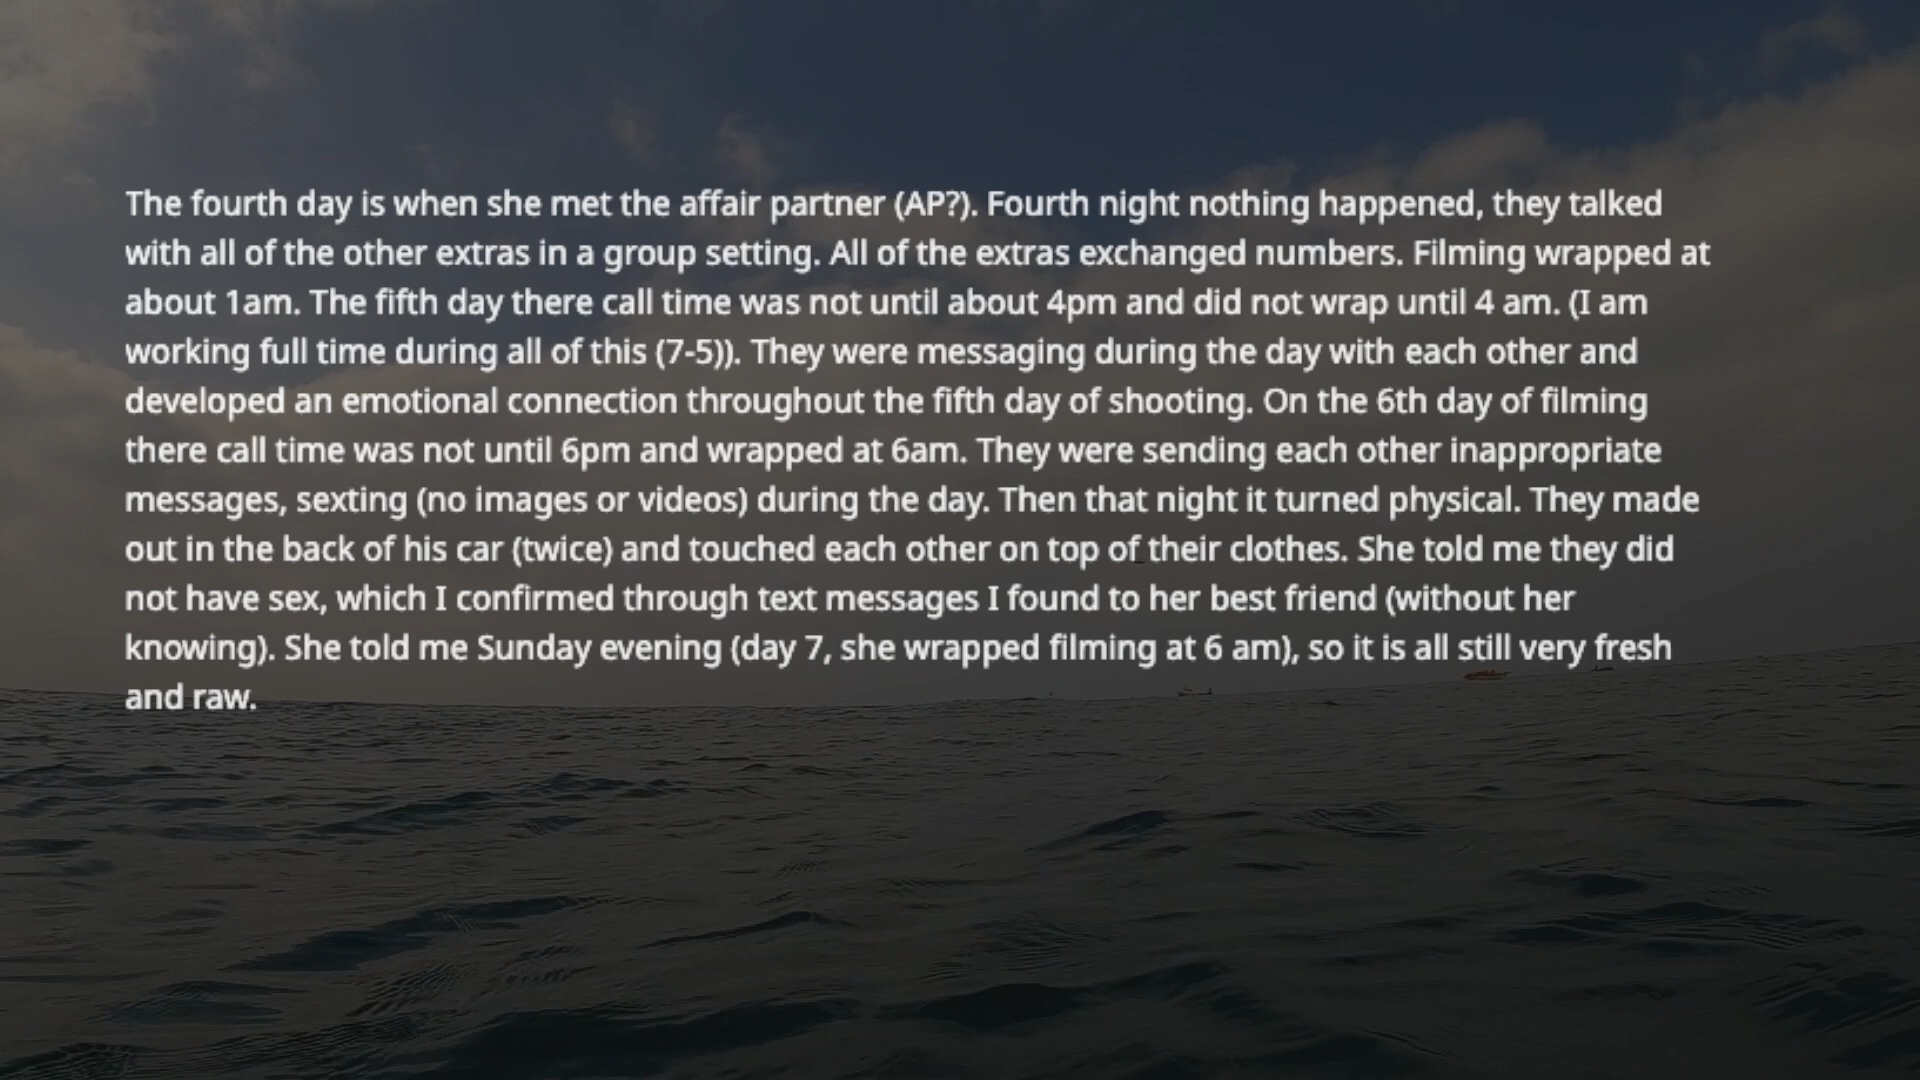 The fourth day is when she met the affair partner (AP?). Fourth night nothing happened, they talked
with all of the other extras in a group setting. All of the extras exchanged numbers. Filming wrapped at
about 1am. The fifth day there call time was not until about 4pm and did not wrap until 4 am. (I am
working full time during all of this (7-5)). They were messaging during the day with each other and
developed an emotional connection throughout the fifth day of shooting. On the 6th day of filming
there call time was not until 6pm and wrapped at 6am. They were sending each other inappropriate
messages, sexting (no images or videos) during the day. Then that night it turned physical. They made
out in the back of his car (twice) and touched each other on top of their clothes. She told me they did
not have sex, which I confirmed through text messages I found to her best friend (without her
knowing). She told me Sunday evening (day 7, she wrapped filming at 6 am), so it is all still very fresh
and raw.